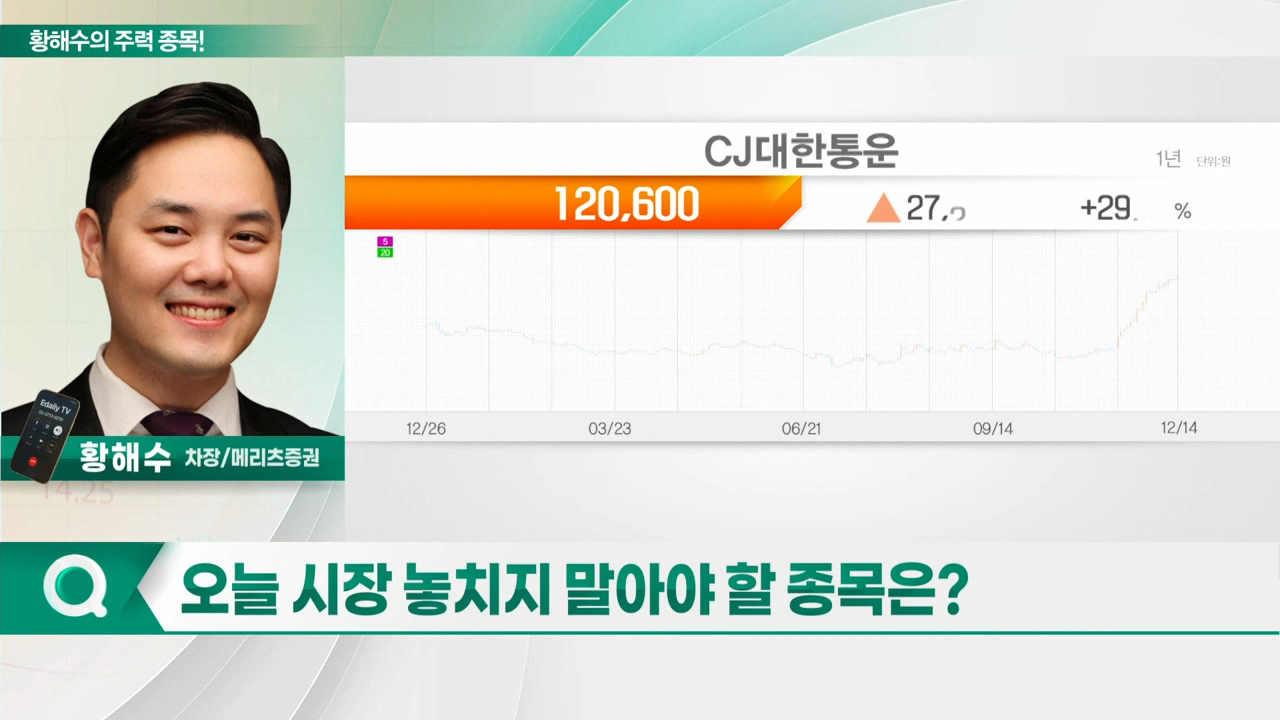 황해수의 주력 종목!
CJ대한통운
1년 단위:원
120,600
+29 %
5
20
12/26 03/23 06/21 09/14 12/14
Edaily TV
황해수 차장/메리츠증권
14.25
오늘 시장 놓치지 말아야 할 종목은?